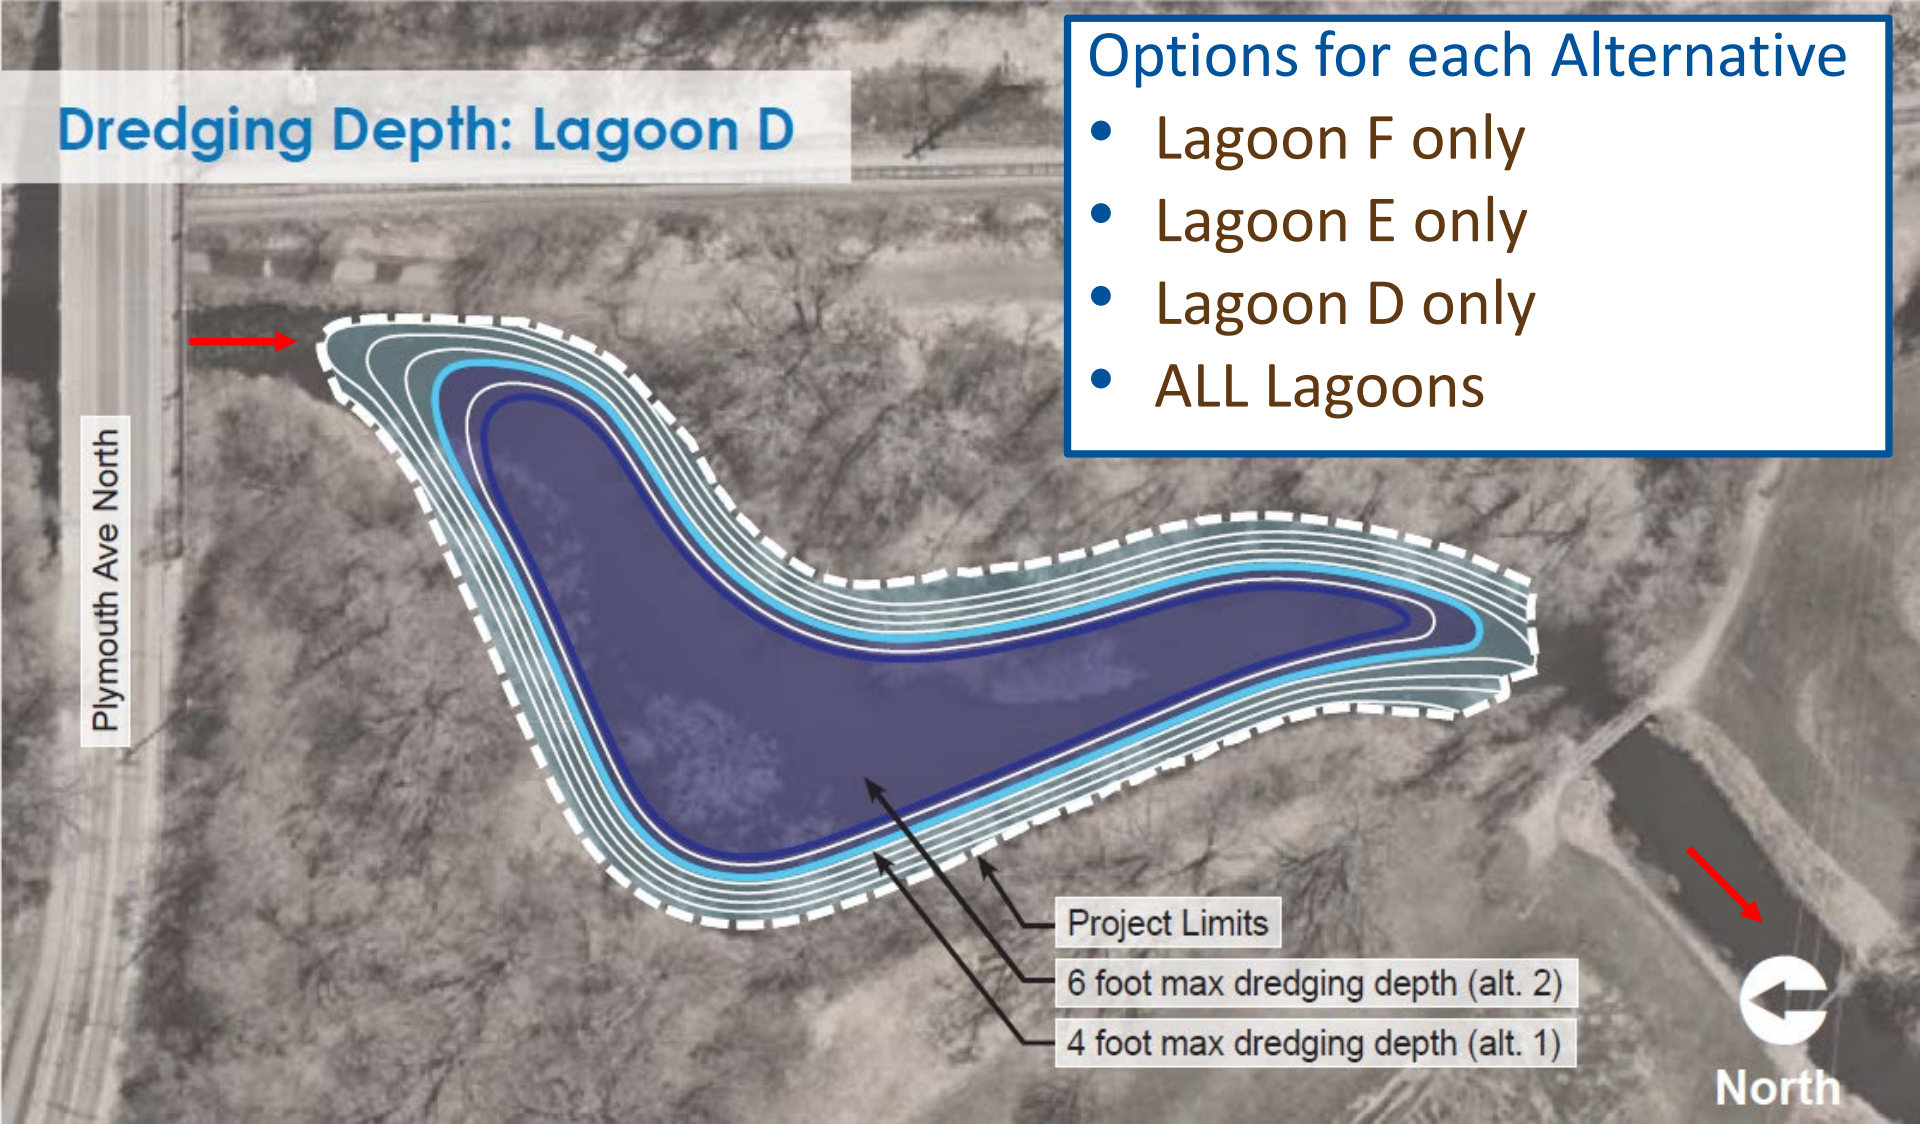 Dredging Depth: Lagoon D
Options for each Alternative
• Lagoon F only
• Lagoon E only
• Lagoon D only
• ALL Lagoons
Plymouth Ave North
Project Limits
6 foot max dredging depth (alt. 2)
4 foot max dredging depth (alt. 1)
North